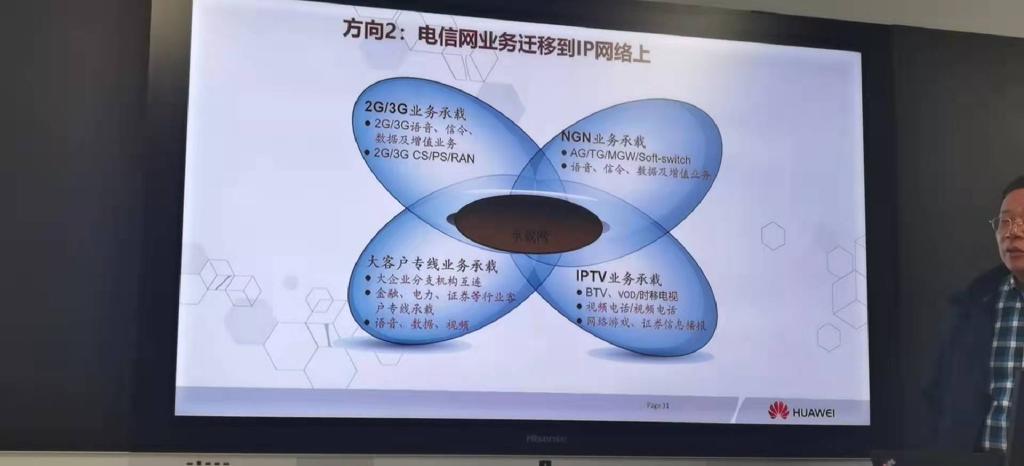 方向2：电信网业务迁移到IP网络上
2G/3G业务承载
● 2G/3G语音、信令、
数据及增值业务
● 2G/3G CS/PS/RAN
NGN业务承载
● AG/TG/MGW/Soft-switch
● 语音、信令、数据及增值业务
承载网
大客户专线业务承载
● 大企业分支机构互连
● 金融、电力、证券等行业客
户专线承载
● 语音、数据、视频
IPTV业务承载
● BTV、VOD/时移电视
● 视频电话/视频电话
● 网络游戏、证券信息播报
Page31
HUAWEI
Hisense